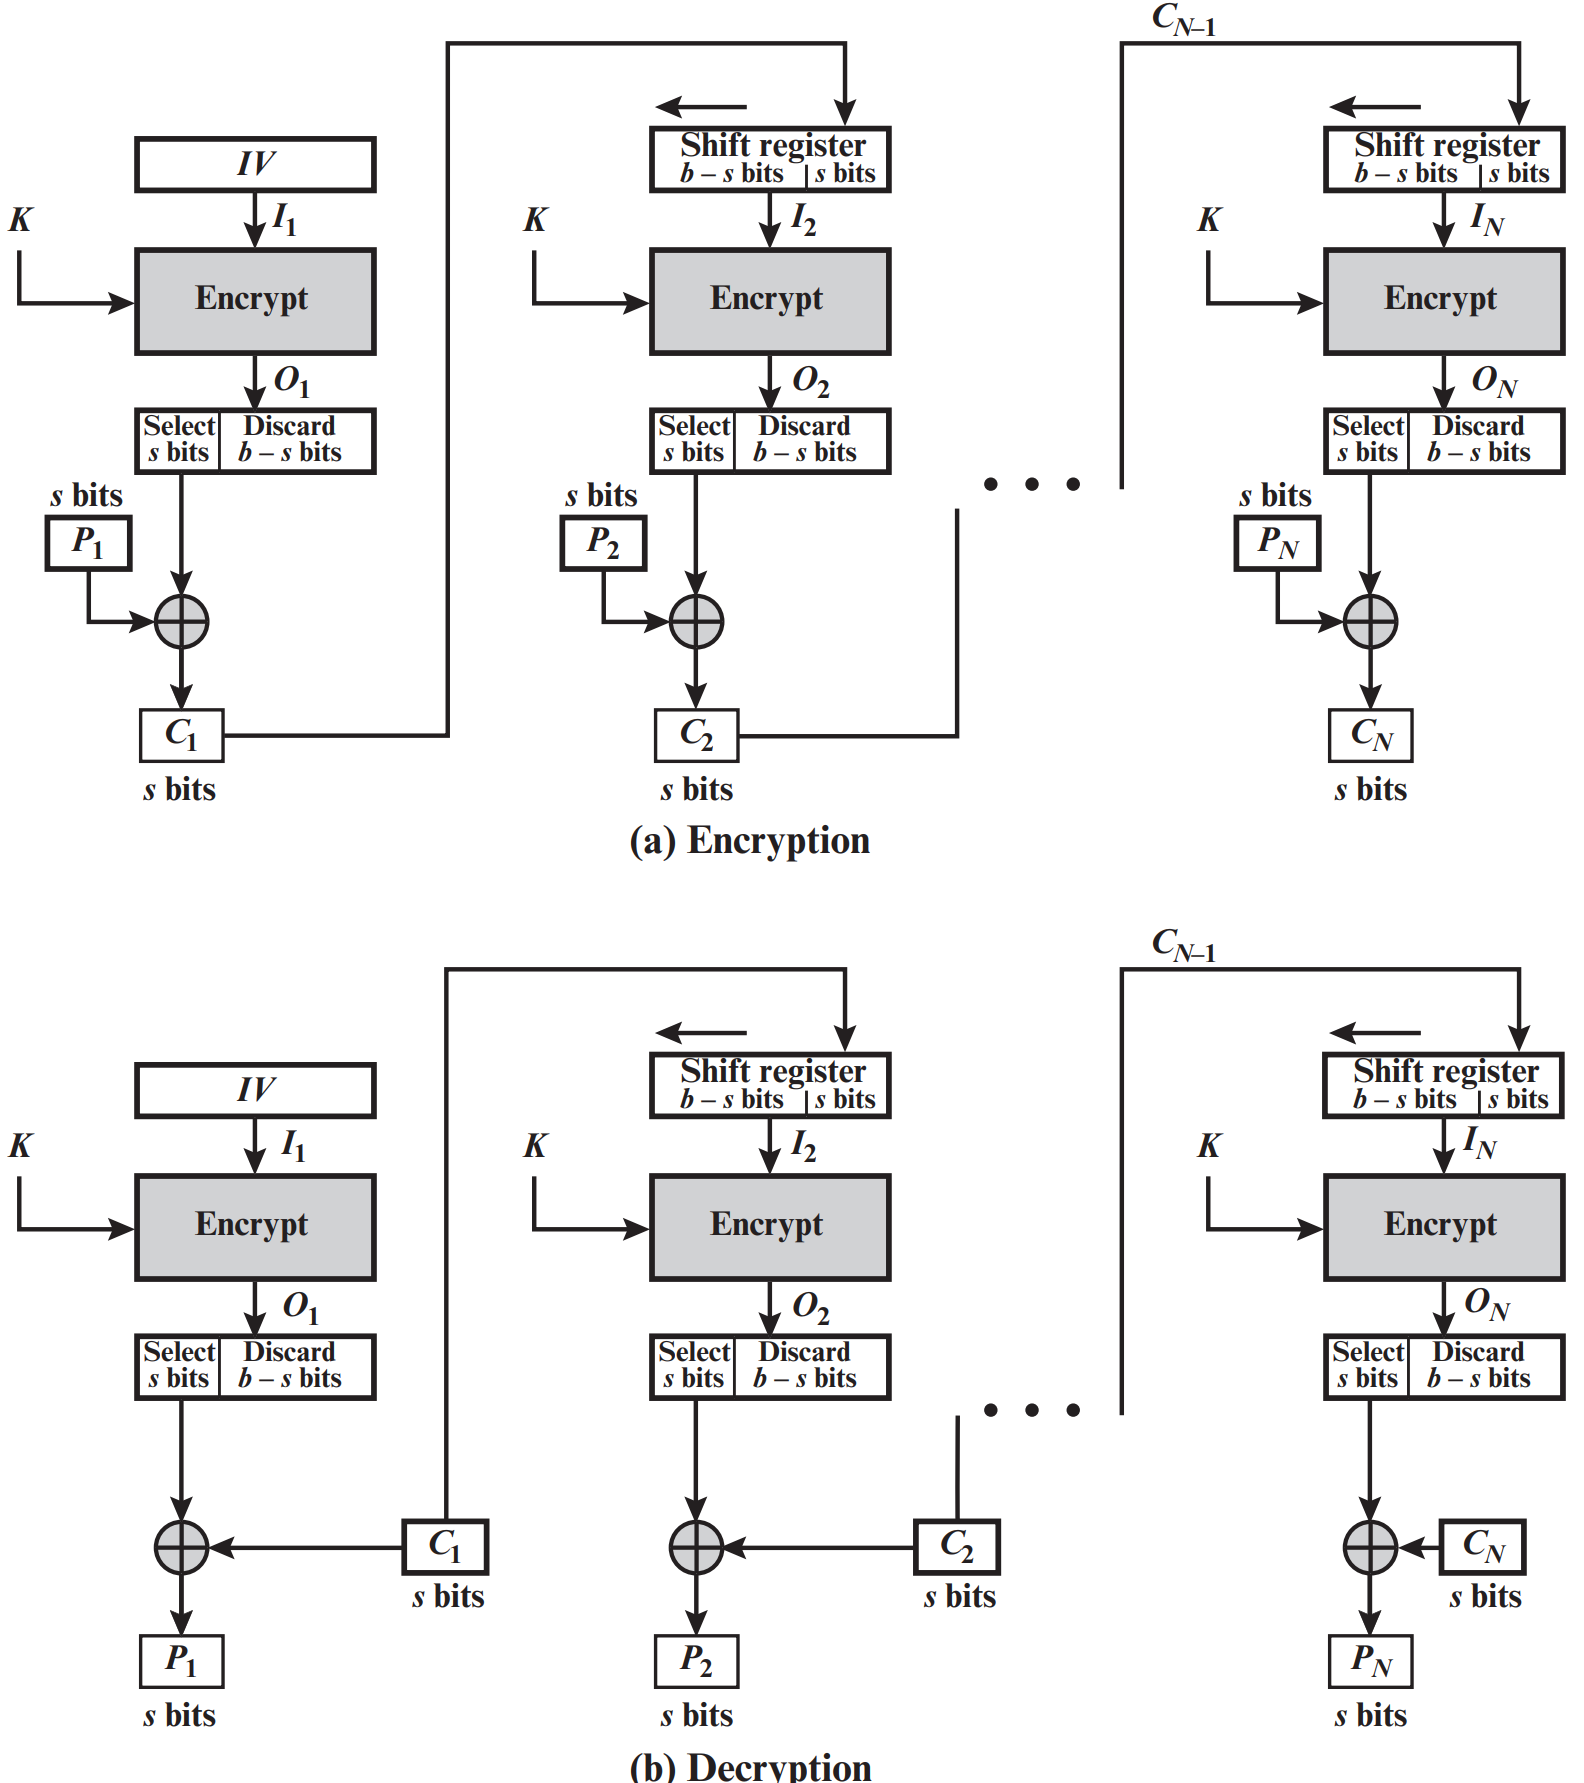 C_{N–1}
IV
Shift register
b – s bits | s bits
Shift register
b – s bits | s bits
K
I_1
K
I_2
K
I_N
Encrypt
Encrypt
Encrypt
O_1
O_2
O_N
Select
s bits
Discard
b – s bits
Select
s bits
Discard
b – s bits
Select
s bits
Discard
b – s bits
s bits
P_1
s bits
P_2
• • •
s bits
P_N
C_1
s bits
C_2
s bits
C_N
s bits
(a) Encryption
C_{N–1}
IV
Shift register
b – s bits | s bits
Shift register
b – s bits | s bits
K
I_1
K
I_2
K
I_N
Encrypt
Encrypt
Encrypt
O_1
O_2
O_N
Select
s bits
Discard
b – s bits
Select
s bits
Discard
b – s bits
Select
s bits
Discard
b – s bits
• • •
C_1
s bits
C_2
s bits
C_N
s bits
P_1
s bits
P_2
s bits
P_N
s bits
(b) Decryption